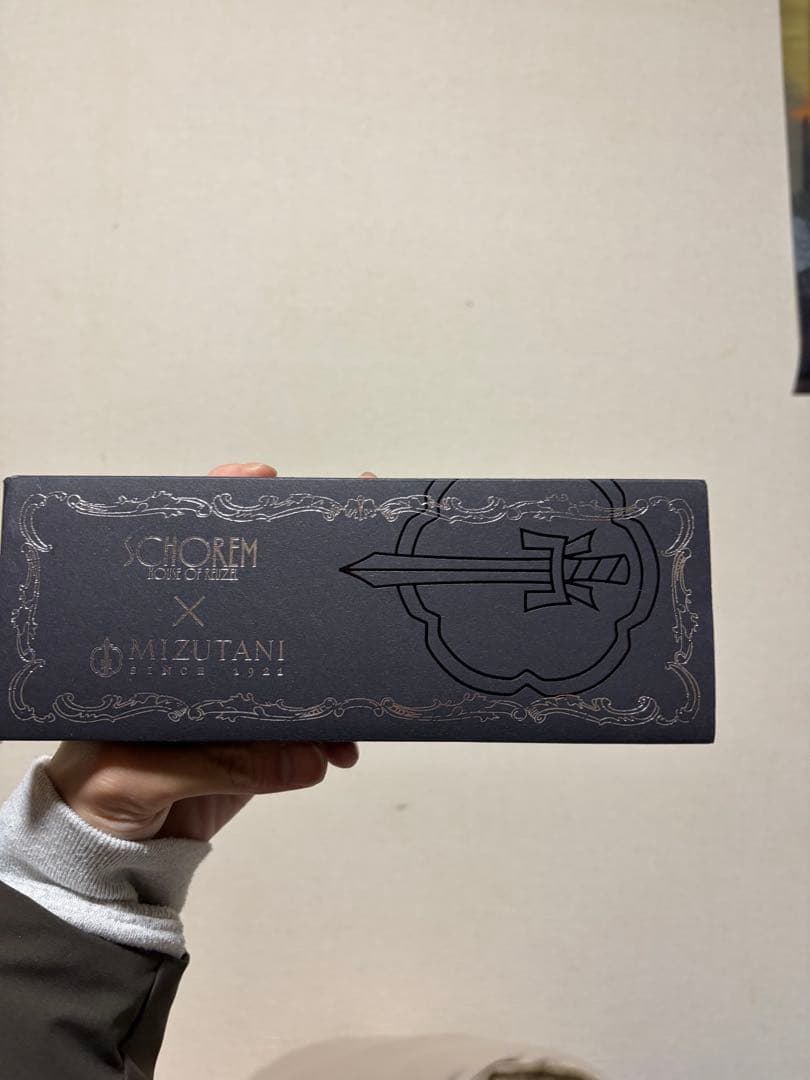 SCHOREM
HOUSE OF REUZEL
X
MIZUTANI
SINCE 1921